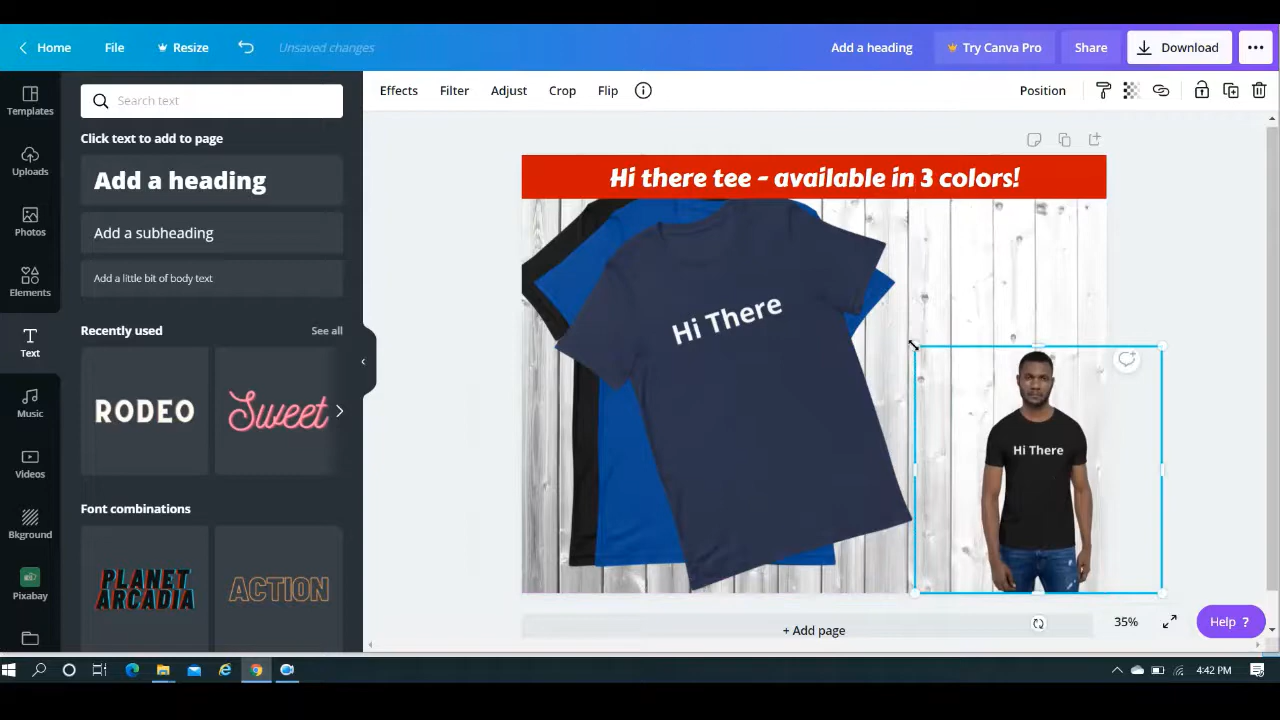 Home File Resize Unsaved changes Add a heading Try Canva Pro Share Download
Search text
Effects Filter Adjust Crop Flip Position
Templates
Uploads
Photos
Elements
Text
Music
Videos
Bkground
Pixabay
Click text to add to page
Add a heading
Add a subheading
Add a little bit of body text
Recently used See all
RODEO Sweet
Font combinations
PLANET
ARCADIA
ACTION
Hi there tee - available in 3 colors!
Hi There
Hi There
+ Add page
35%
Help ?
4:42 PM